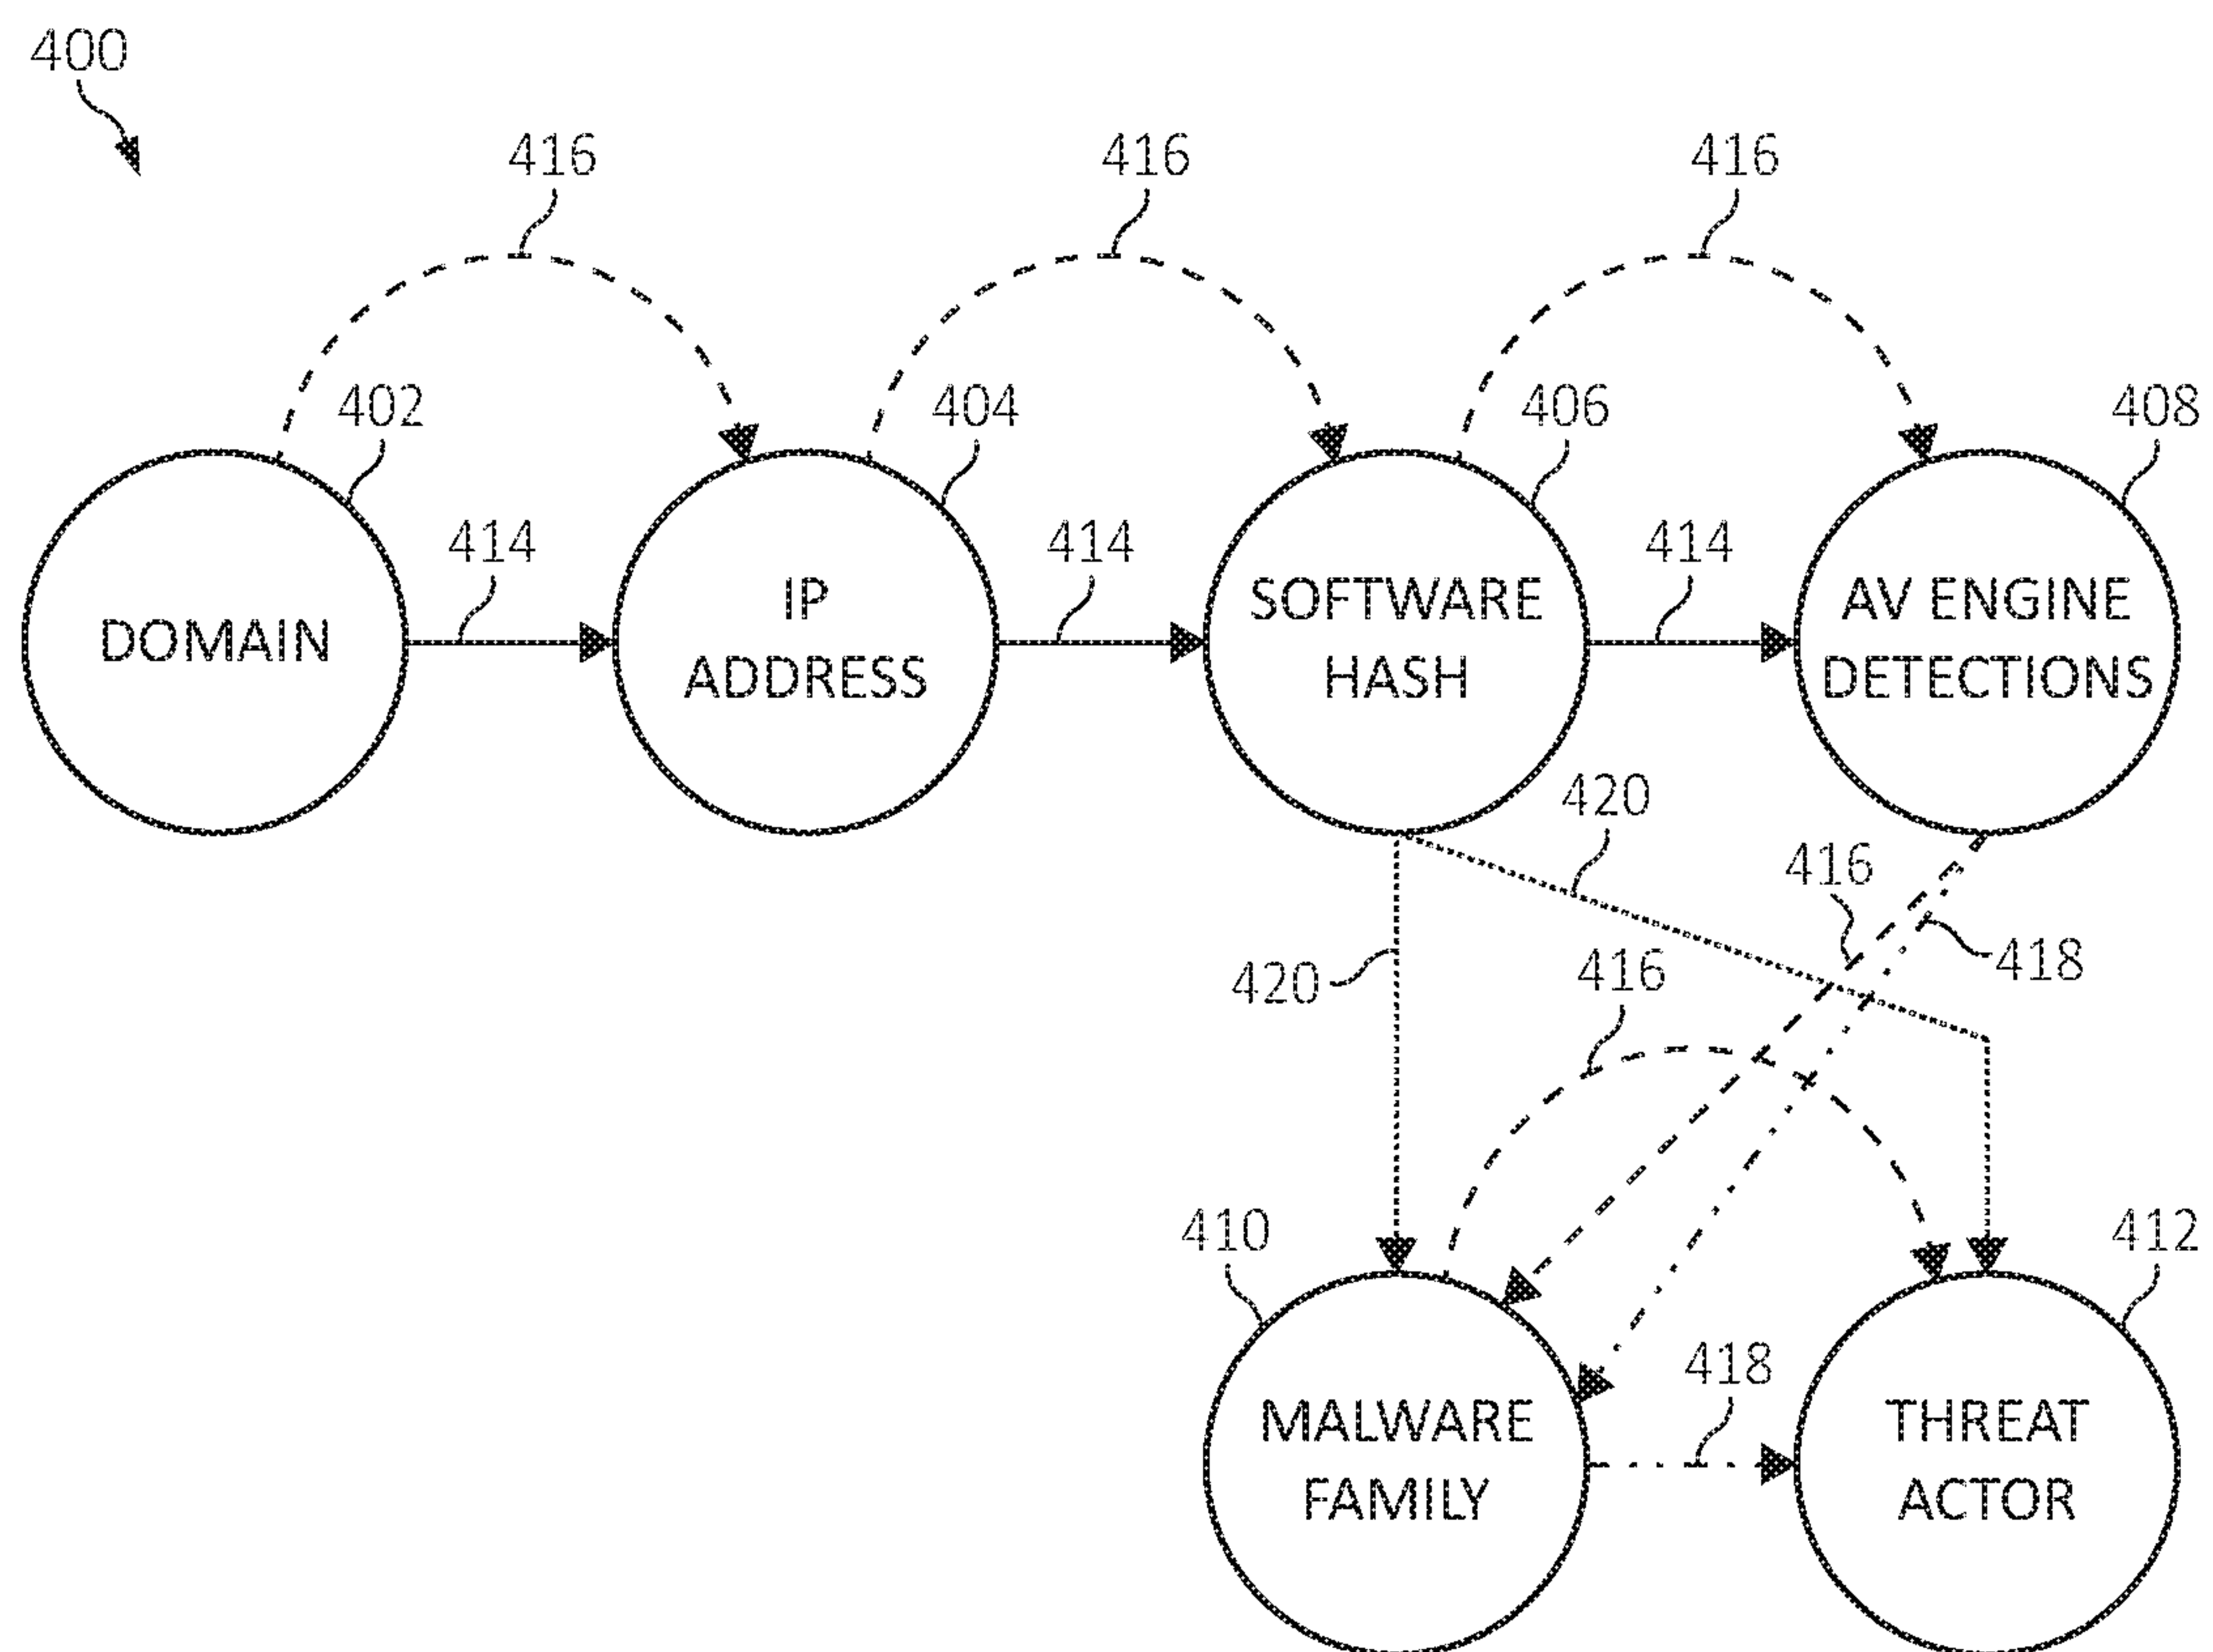 400
416
416
416
402
404
406
408
414
414
414
DOMAIN
IP
ADDRESS
SOFTWARE
HASH
AV ENGINE
DETECTIONS
420
416
418
420
416
410
412
418
MALWARE
FAMILY
THREAT
ACTOR